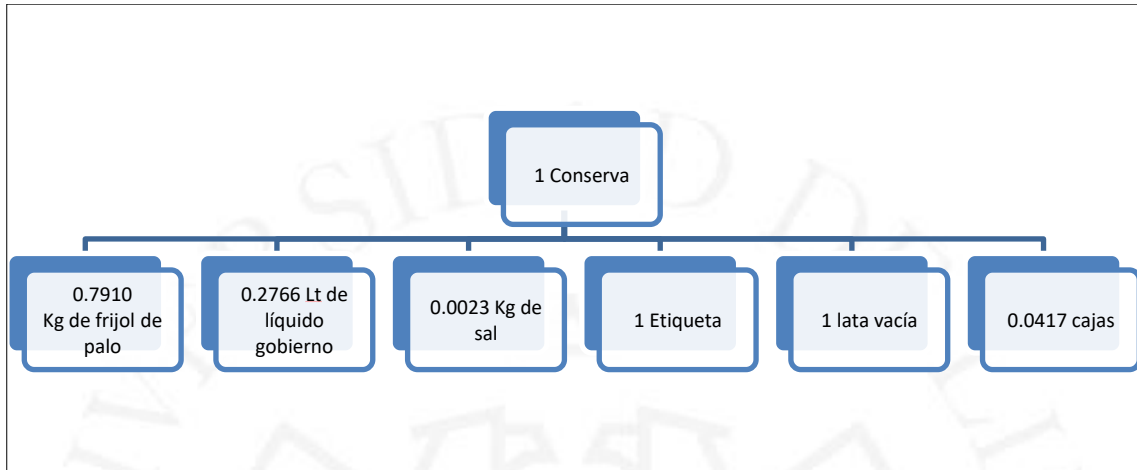 1 Conserva
0.7910
Kg de frijol de
palo
0.2766 Lt de
líquido
gobierno
0.0023 Kg de
sal
1 Etiqueta
1 lata vacía
0.0417 cajas